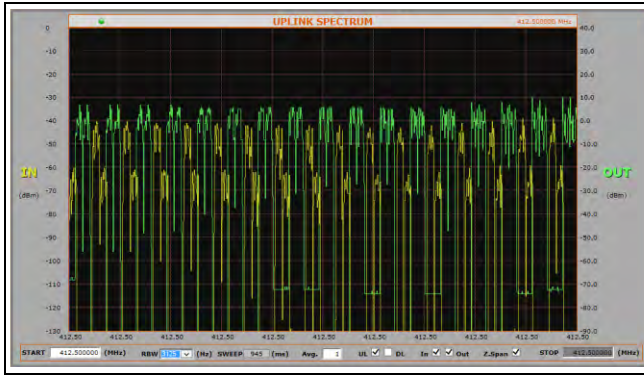 UPLINK SPECTRUM
412.500000 MHz
0 40.0
-10 30.0
-20 20.0
-30 10.0
-40 0.0
-50 -10.0
IN -60 -20.0 OUT
(dBm) -70 -30.0 (dBm)
-80 -40.0
-90 -50.0
-100 -60.0
-110 -70.0
-120 -80.0
-130 -90.0
412.50 412.50 412.50 412.50 412.50 412.50 412.50 412.50 412.50 412.50 412.50
START 412.500000 (MHz) RBW 3125 (Hz) SWEEP 945 (ms) Avg. 1 UL DL In Out Z.Span STOP 412.500000 (MHz)